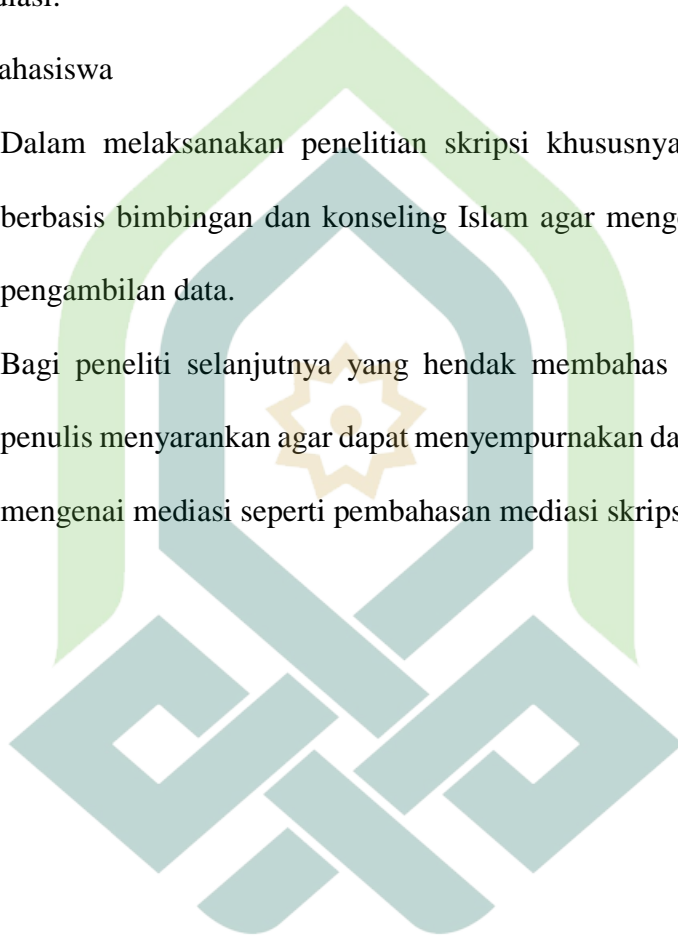 diasi.
ahasiswa
Dalam melaksanakan penelitian skripsi khususnya
berbasis bimbingan dan konseling Islam agar meng
pengambilan data.
Bagi peneliti selanjutnya yang hendak membahas
penulis menyarankan agar dapat menyempurnakan da
mengenai mediasi seperti pembahasan mediasi skrips